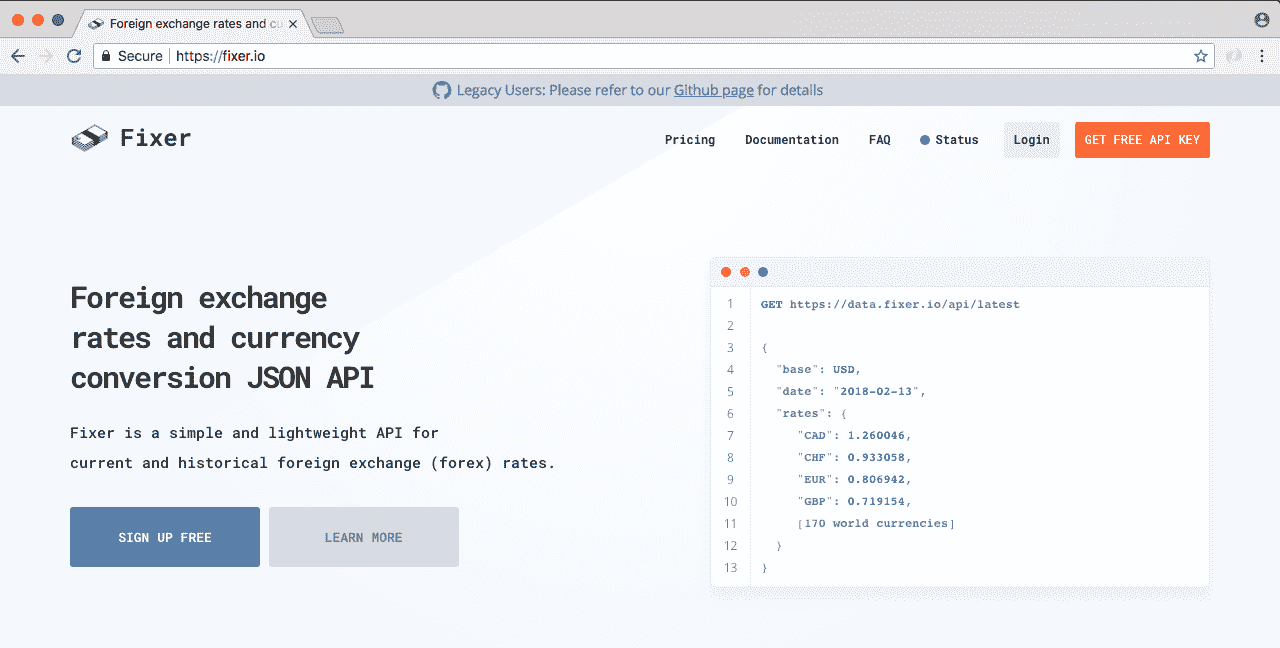 Foreign exchange rates and cu
Secure https://fixer.io
Legacy Users: Please refer to our Github page for details
Fixer
Pricing Documentation FAQ Status Login GET FREE API KEY
Foreign exchange
rates and currency
conversion JSON API
Fixer is a simple and lightweight API for
current and historical foreign exchange (forex) rates.
SIGN UP FREE LEARN MORE
1 GET https://data.fixer.io/api/latest
2
3 {
4 "base": USD,
5 "date": "2018-02-13",
6 "rates": {
7 "CAD": 1.260046,
8 "CHF": 0.933058,
9 "EUR": 0.806942,
10 "GBP": 0.719154,
11 [170 world currencies]
12 }
13 }